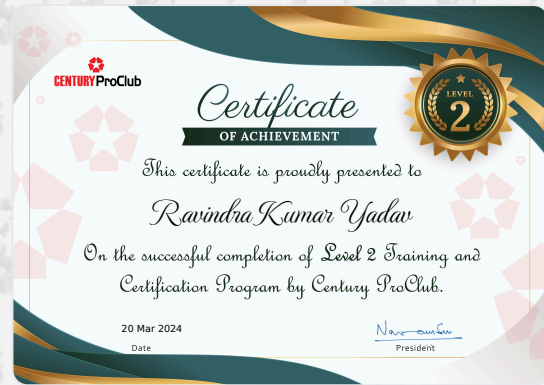 CENTURY ProClub
LEVEL
2
Certificate
OF ACHIEVEMENT
This certificate is proudly presented to
Ravindra Kumar Yadav
On the successful completion of Level 2 Training and
Certification Program by Century ProClub.
20 Mar 2024
Date
President